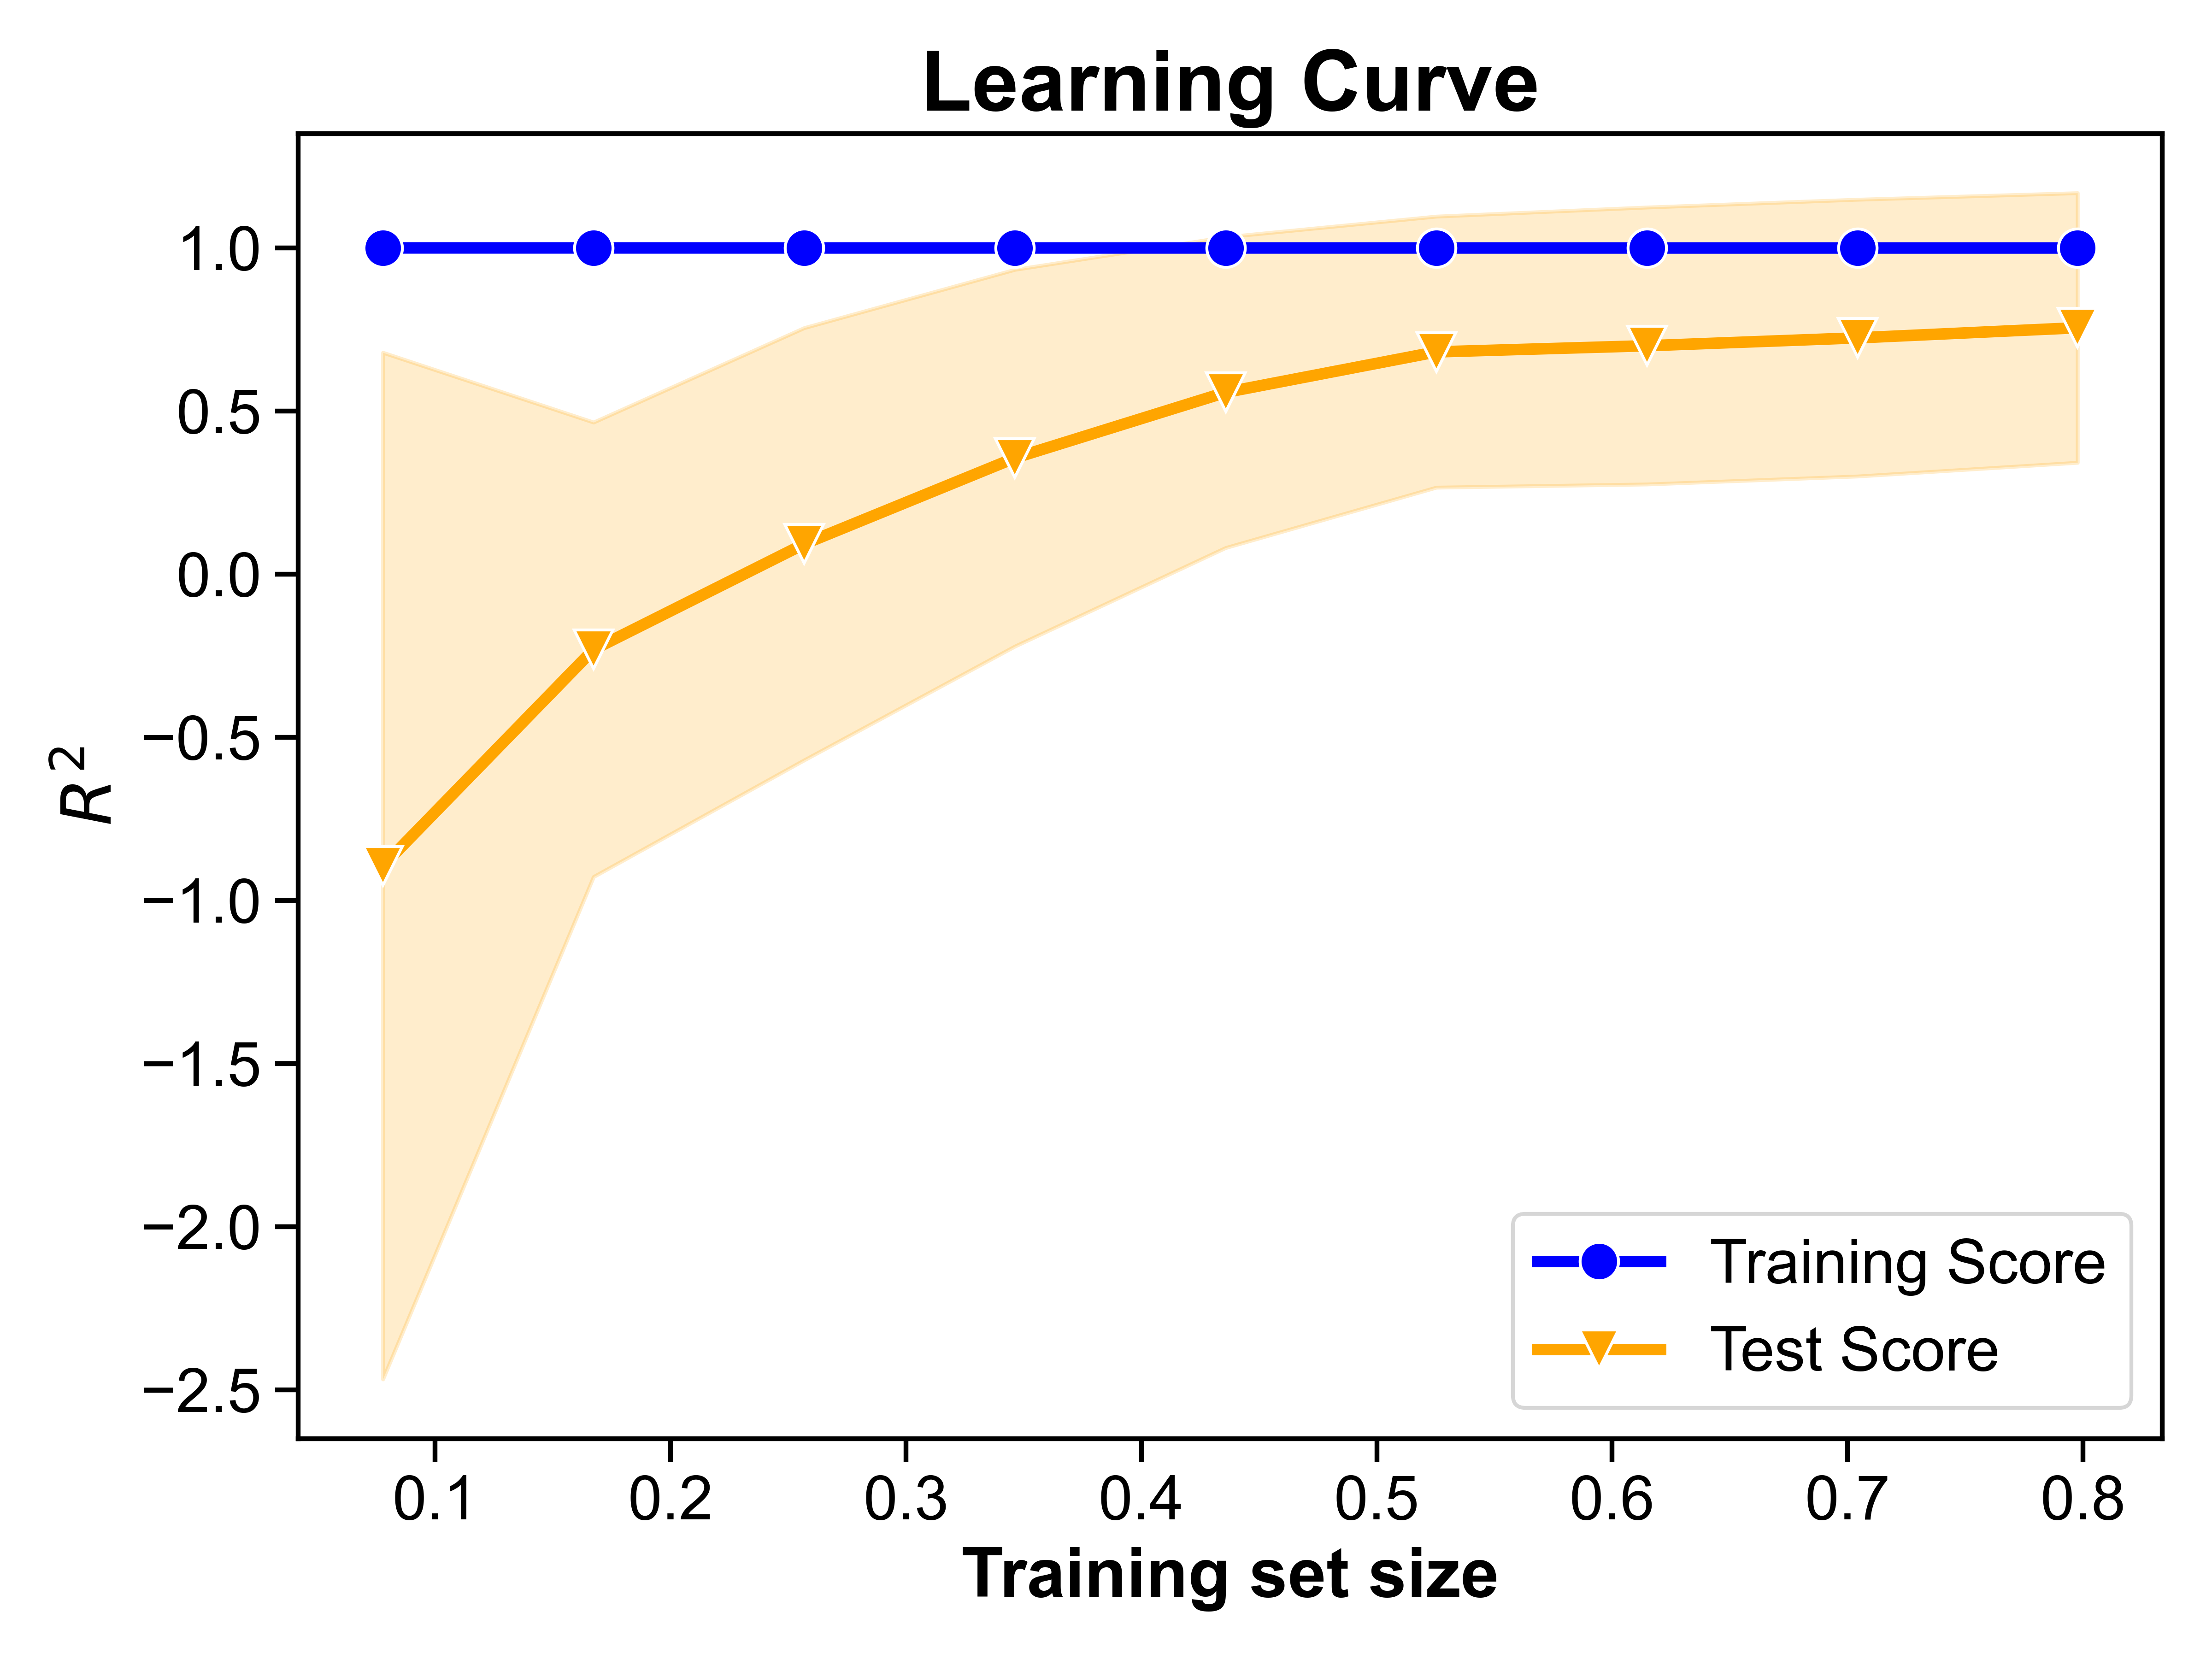 Learning Curve
1.0
0.5
0.0
−0.5
−1.0
−1.5
−2.0
−2.5
R²
0.1 0.2 0.3 0.4 0.5 0.6 0.7 0.8
Training set size
Training Score
Test Score